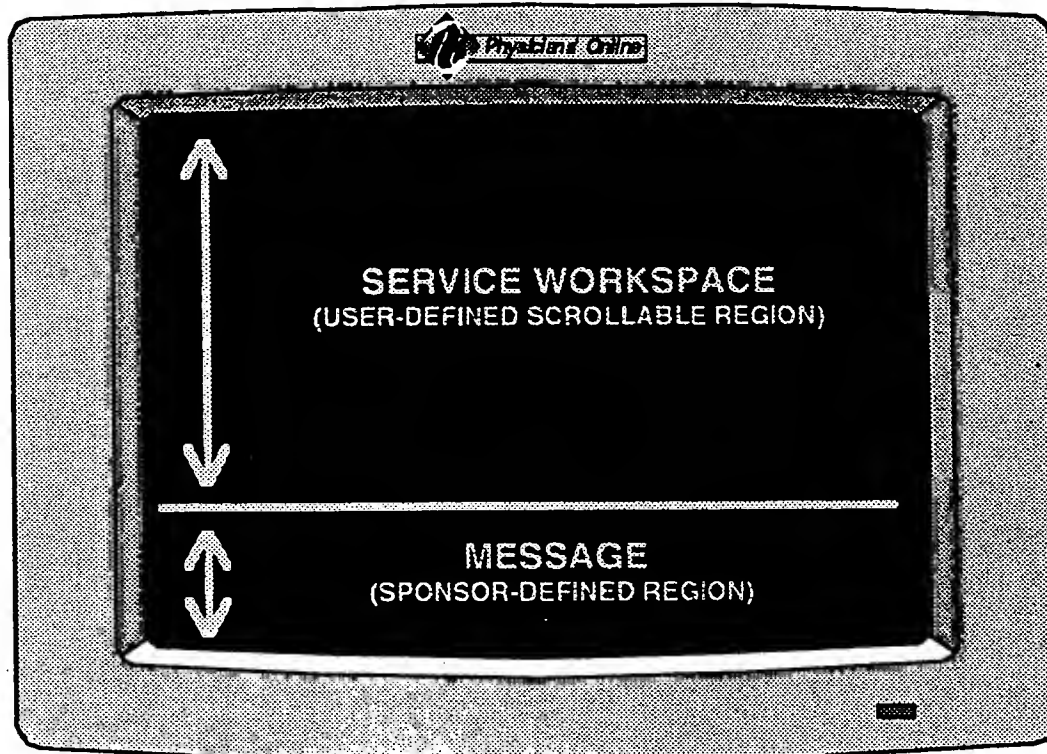 Physicians' Online
SERVICE WORKSPACE
(USER-DEFINED SCROLLABLE REGION)
MESSAGE
(SPONSOR-DEFINED REGION)